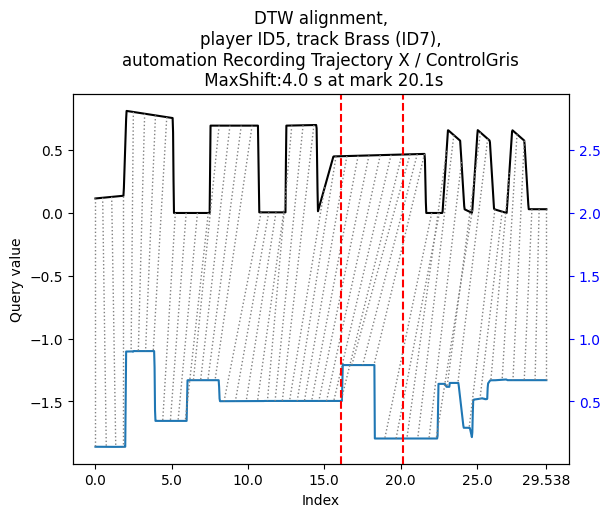 DTW alignment,
player ID5, track Brass (ID7),
automation Recording Trajectory X / ControlGris
MaxShift:4.0 s at mark 20.1s
Query value
0.5
0.0
−0.5
−1.0
−1.5
2.5
2.0
1.5
1.0
0.5
0.0 5.0 10.0 15.0 20.0 25.0 29.538
Index